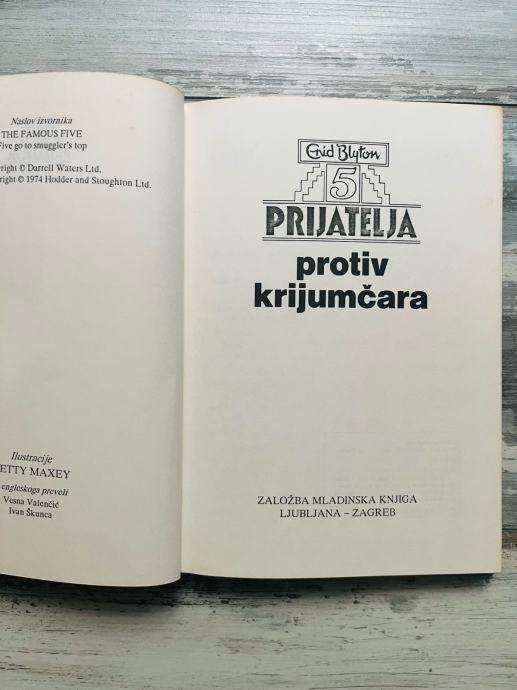 Naslov izvornika
THE FAMOUS FIVE
Five go to smuggler's top
right © Darrell Waters Ltd.
right © 1974 Hodder and Stoughton Ltd.
Ilustracije
ETTY MAXEY
engleskoga preveli
Vesna Valenčić
Ivan Škunca
Enid Blyton
5
PRIJATELJA
protiv
krijumčara
ZALOŽBA MLADINSKA KNJIGA
LJUBLJANA – ZAGREB